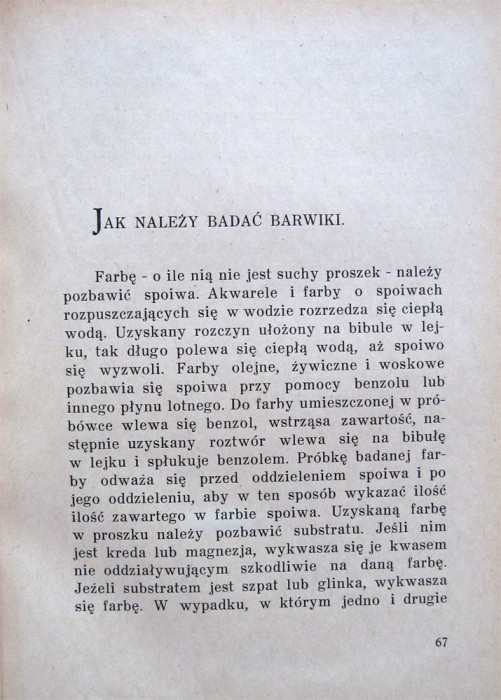 JAK NALEŻY BADAĆ BARWIKI.
Farbę - o ile nią nie jest suchy proszek - należy
pozbawić spoiwa. Akwarele i farby o spoiwach
rozpuszczających się w wodzie rozrzedza się ciepłą
wodą. Uzyskany rozczyn ułożony na bibule w lej-
ku, tak długo polewa się ciepłą wodą, aż spoiwo
się wyzwoli. Farby olejne, żywiczne i woskowe
pozbawia się spoiwa przy pomocy benzolu lub
innego płynu lotnego. Do farby umieszczonej w pró-
bówce wlewa się benzol, wstrząsa zawartość, na-
stępnie uzyskany roztwór wlewa się na bibułę
w lejku i spłukuje benzolem. Próbkę badanej far-
by odważa się przed oddzieleniem spoiwa i po
jego oddzieleniu, aby w ten sposób wykazać ilość
ilość zawartego w farbie spoiwa. Uzyskaną farbę
w proszku należy pozbawić substratu. Jeśli nim
jest kreda lub magnezja, wykwasza się je kwasem
nie oddziaływującym szkodliwie na daną farbę.
Jeżeli substratem jest szpat lub glinka, wykwasza
się farbę. W wypadku, w którym jedno i drugie
67